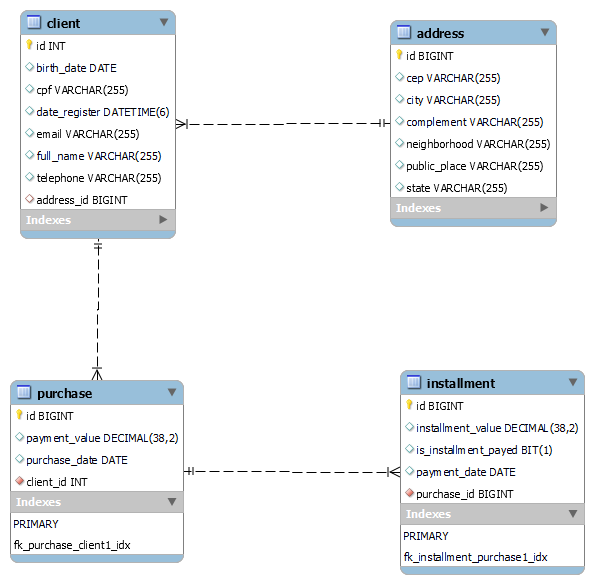 client
id INT
birth_date DATE
cpf VARCHAR(255)
date_register DATETIME(6)
email VARCHAR(255)
full_name VARCHAR(255)
telephone VARCHAR(255)
address_id BIGINT
Indexes
address
id BIGINT
cep VARCHAR(255)
city VARCHAR(255)
complement VARCHAR(255)
neighborhood VARCHAR(255)
public_place VARCHAR(255)
state VARCHAR(255)
Indexes
purchase
id BIGINT
payment_value DECIMAL(38,2)
purchase_date DATE
client_id INT
Indexes
PRIMARY
fk_purchase_client1_idx
installment
id BIGINT
installment_value DECIMAL(38,2)
is_installment_payed BIT(1)
payment_date DATE
purchase_id BIGINT
Indexes
PRIMARY
fk_installment_purchase1_idx